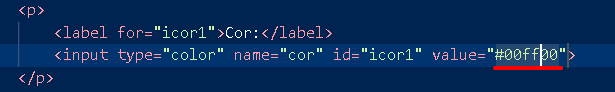 <p>
<label for="icor1">Cor:</label>
<input type="color" name="cor" id="icor1" value="#00ff00">
</p>